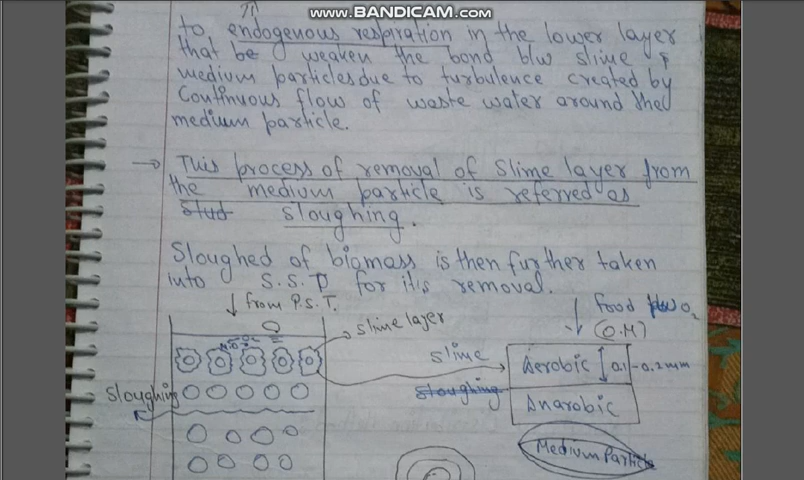 www.BANDICAM.com
to endogenous respiration in the lower layer
that be weaken the bond b/w slime &
medium particles due to turbulence created by
Continuous flow of waste water around the
medium particle.
→ This process of removal of slime layer from
the medium particle is referred as
stud sloughing.
Sloughed of biomass is then further taken
into S.S.T for it's removal.
↓ from P.S.T.
slime layer
food O₂
(O.M)
slime
Aerobic 0.1-0.2mm
sloughing
sloughing
Anarobic
Medium Particle